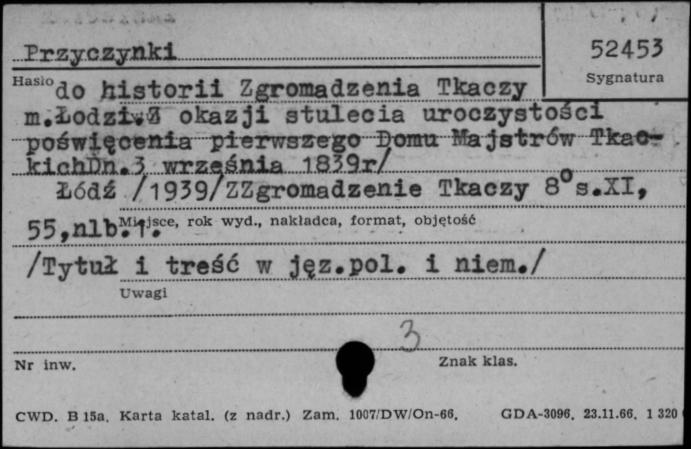 Przyczynki
52453
Hasło
Sygnatura
do historii Zgromadzenia Tkaczy
m.Łodzi.Z okazji stulecia uroczystości
poświęcenia pierwszego Domu Majstrów Tkac-
kichDn.3 września 1839r/
Łódź /1939/ZZgromadzenie Tkaczy 8° s.XI,
55,nlb.1.
Miejsce, rok wyd., nakładca, format, objętość
/Tytuł i treść w jęz.pol. i niem./
Uwagi
3
Nr inw.
Znak klas.
CWD. B 15a. Karta katal. (z nadr.) Zam. 1007/DW/On-66. GDA-3096. 23.11.66. 1 320